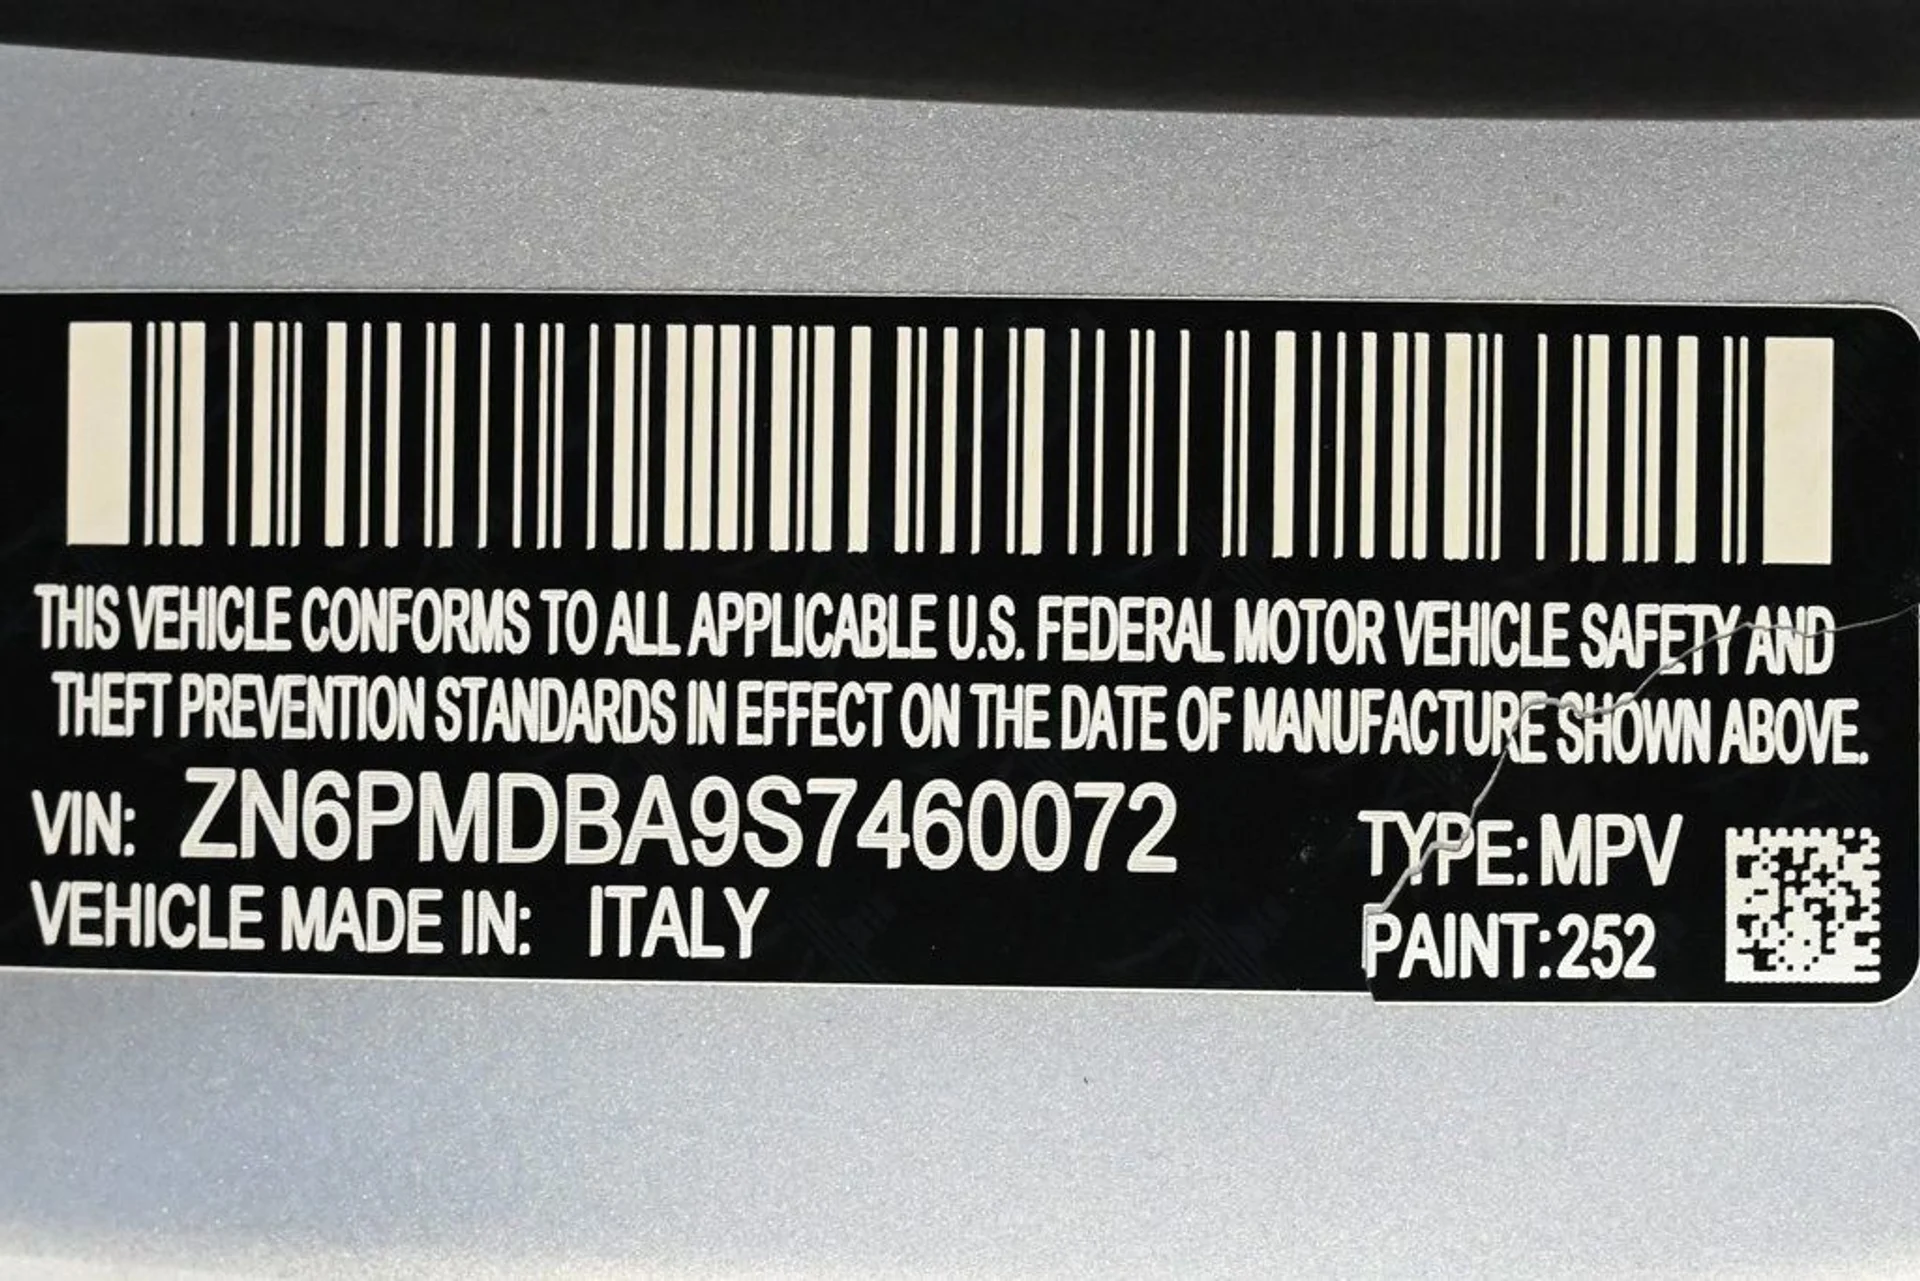 THIS VEHICLE CONFORMS TO ALL APPLICABLE U.S. FEDERAL MOTOR VEHICLE SAFETY AND
THEFT PREVENTION STANDARDS IN EFFECT ON THE DATE OF MANUFACTURE SHOWN ABOVE.
VIN: ZN6PMDBA9S7460072 TYPE: MPV
VEHICLE MADE IN: ITALY PAINT:252